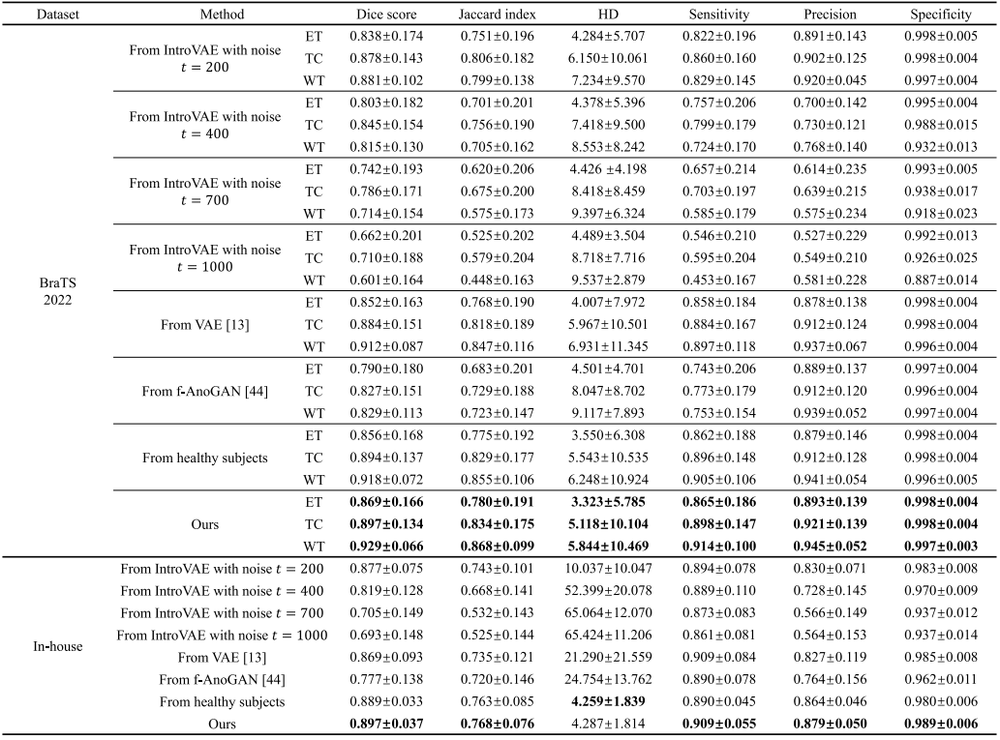 Dataset Method Dice score Jaccard index HD Sensitivity Precision Specificity
BraTS 2022
From IntroVAE with noise t = 200
ET 0.838±0.174 0.751±0.196 4.284±5.707 0.822±0.196 0.891±0.143 0.998±0.005
TC 0.878±0.143 0.806±0.182 6.150±10.061 0.860±0.160 0.902±0.125 0.998±0.004
WT 0.881±0.102 0.799±0.138 7.234±9.570 0.829±0.145 0.920±0.045 0.997±0.004
From IntroVAE with noise t = 400
ET 0.803±0.182 0.701±0.201 4.378±5.396 0.757±0.206 0.700±0.142 0.995±0.004
TC 0.845±0.154 0.756±0.190 7.418±9.500 0.799±0.179 0.730±0.121 0.988±0.015
WT 0.815±0.130 0.705±0.162 8.553±8.242 0.724±0.170 0.768±0.140 0.932±0.013
From IntroVAE with noise t = 700
ET 0.742±0.193 0.620±0.206 4.426 ±4.198 0.657±0.214 0.614±0.235 0.993±0.005
TC 0.786±0.171 0.675±0.200 8.418±8.459 0.703±0.197 0.639±0.215 0.938±0.017
WT 0.714±0.154 0.575±0.173 9.397±6.324 0.585±0.179 0.575±0.234 0.918±0.023
From IntroVAE with noise t = 1000
ET 0.662±0.201 0.525±0.202 4.489±3.504 0.546±0.210 0.527±0.229 0.992±0.013
TC 0.710±0.188 0.579±0.204 8.718±7.716 0.595±0.204 0.549±0.210 0.926±0.025
WT 0.601±0.164 0.448±0.163 9.537±2.879 0.453±0.167 0.581±0.228 0.887±0.014
From VAE [13]
ET 0.852±0.163 0.768±0.190 4.007±7.972 0.858±0.184 0.878±0.138 0.998±0.004
TC 0.884±0.151 0.818±0.189 5.967±10.501 0.884±0.167 0.912±0.124 0.998±0.004
WT 0.912±0.087 0.847±0.116 6.931±11.345 0.897±0.118 0.937±0.067 0.996±0.004
From f-AnoGAN [44]
ET 0.790±0.180 0.683±0.201 4.501±4.701 0.743±0.206 0.889±0.137 0.997±0.004
TC 0.827±0.151 0.729±0.188 8.047±8.702 0.773±0.179 0.912±0.120 0.996±0.004
WT 0.829±0.113 0.723±0.147 9.117±7.893 0.753±0.154 0.939±0.052 0.997±0.004
From healthy subjects
ET 0.856±0.168 0.775±0.192 3.550±6.308 0.862±0.188 0.879±0.146 0.998±0.004
TC 0.894±0.137 0.829±0.177 5.543±10.535 0.896±0.148 0.912±0.128 0.998±0.004
WT 0.918±0.072 0.855±0.106 6.248±10.924 0.905±0.106 0.941±0.054 0.996±0.005
Ours
ET 0.869±0.166 0.780±0.191 3.323±5.785 0.865±0.186 0.893±0.139 0.998±0.004
TC 0.897±0.134 0.834±0.175 5.118±10.104 0.898±0.147 0.921±0.139 0.998±0.004
WT 0.929±0.066 0.868±0.099 5.844±10.469 0.914±0.100 0.945±0.052 0.997±0.003
In-house
From IntroVAE with noise t = 200 0.877±0.075 0.743±0.101 10.037±10.047 0.894±0.078 0.830±0.071 0.983±0.008
From IntroVAE with noise t = 400 0.819±0.128 0.668±0.141 52.399±20.078 0.889±0.110 0.728±0.145 0.970±0.009
From IntroVAE with noise t = 700 0.705±0.149 0.532±0.143 65.064±12.070 0.873±0.083 0.566±0.149 0.937±0.012
From IntroVAE with noise t = 1000 0.693±0.148 0.525±0.144 65.424±11.206 0.861±0.081 0.564±0.153 0.937±0.014
From VAE [13] 0.869±0.093 0.735±0.121 21.290±21.559 0.909±0.084 0.827±0.119 0.985±0.008
From f-AnoGAN [44] 0.777±0.138 0.720±0.146 24.754±13.762 0.890±0.078 0.764±0.156 0.962±0.011
From healthy subjects 0.889±0.033 0.763±0.085 4.259±1.839 0.890±0.045 0.864±0.046 0.980±0.006
Ours 0.897±0.037 0.768±0.076 4.287±1.814 0.909±0.055 0.879±0.050 0.989±0.006